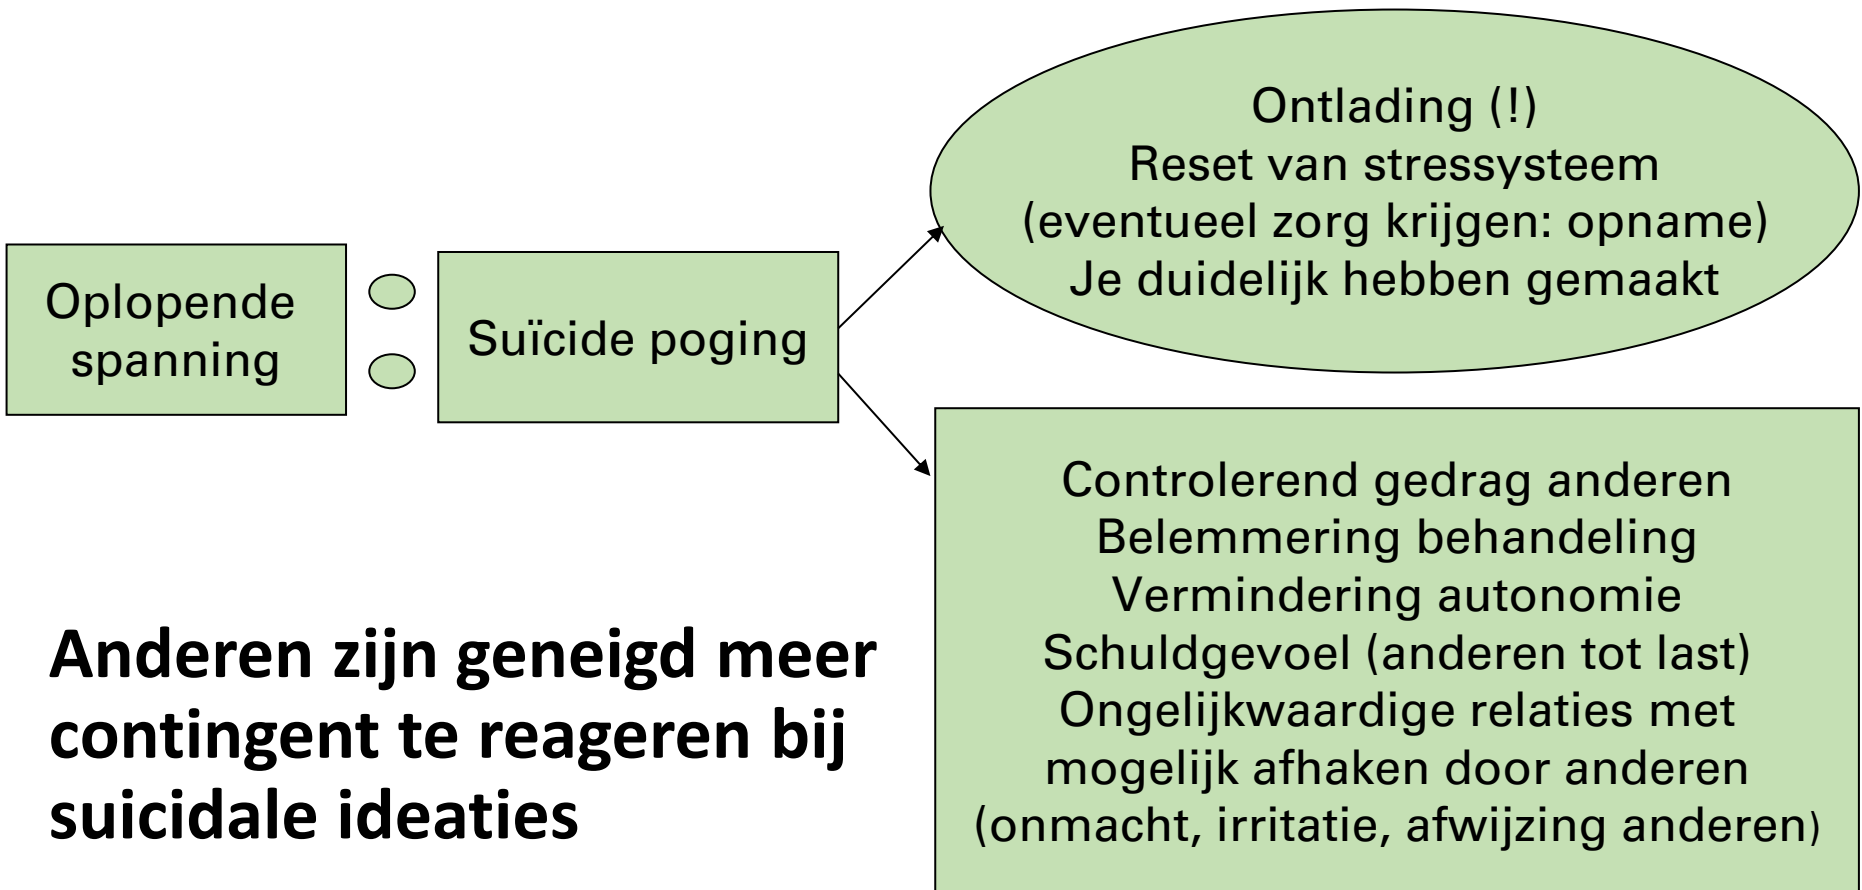 Oplopende
spanning
Suïcide poging
Ontlading (!)
Reset van stressysteem
(eventueel zorg krijgen: opname)
Je duidelijk hebben gemaakt
Controlerend gedrag anderen
Belemmering behandeling
Vermindering autonomie
Schuldgevoel (anderen tot last)
Ongelijkwaardige relaties met
mogelijk afhaken door anderen
(onmacht, irritatie, afwijzing anderen)
Anderen zijn geneigd meer
contingent te reageren bij
suicidale ideaties